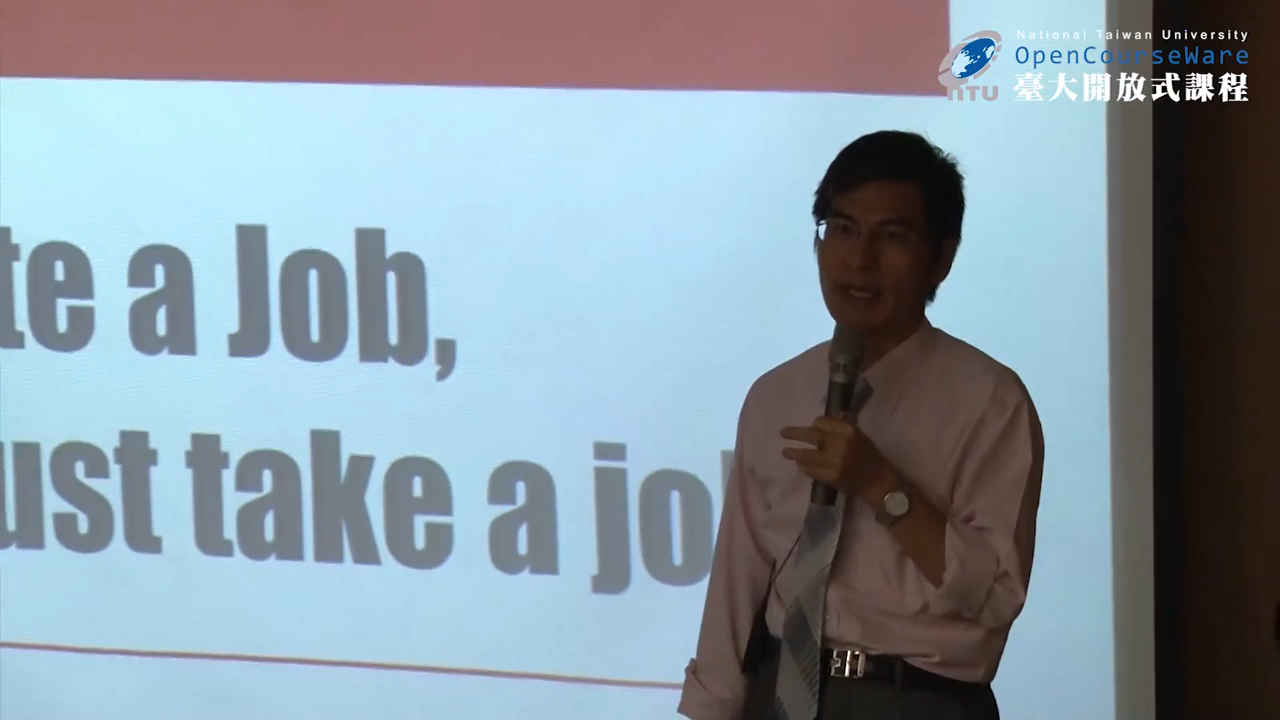 National Taiwan University
OpenCourseWare
NTU 臺大開放式課程
te a Job,
ust take a jo